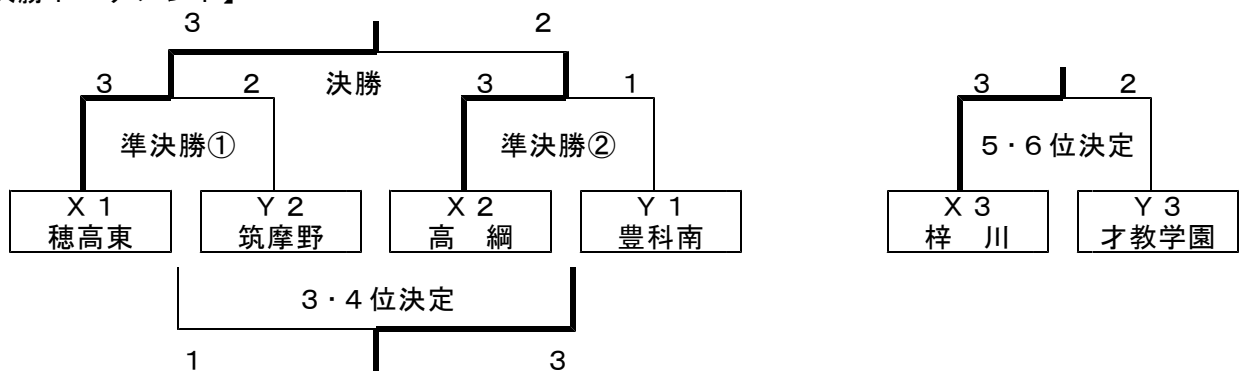 3 2
3 2 決勝 3 1 3 2
準決勝① 準決勝② 5・6位決定
X1 Y2 X2 Y1 X3 Y3
穂高東 筑摩野 高 綱 豊科南 梓 川 才教学園
3・4位決定
1 3